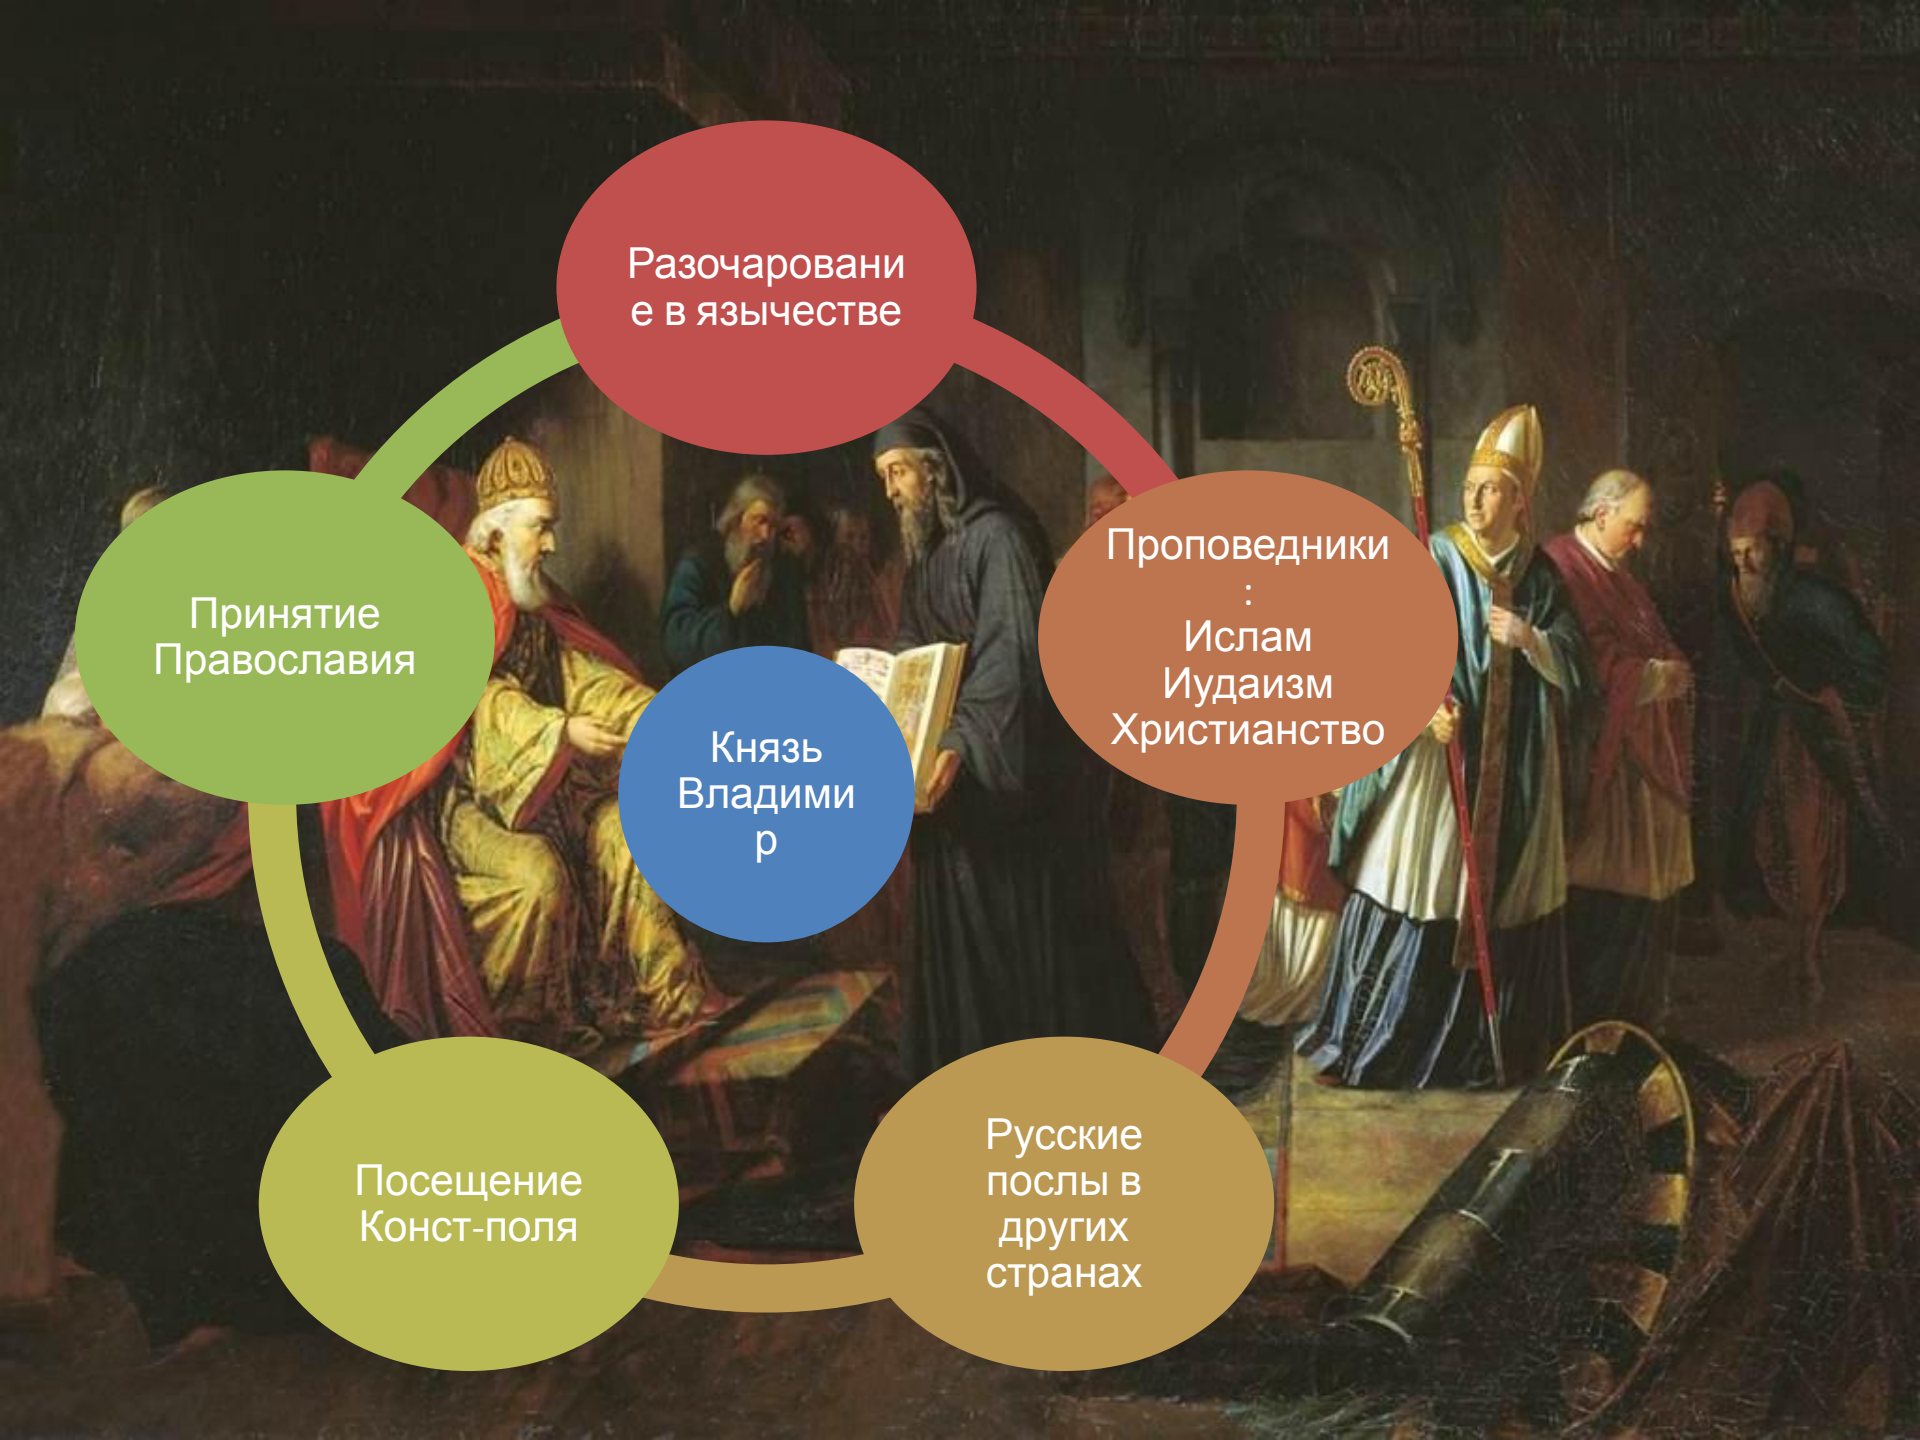 Разочаровани
е в язычестве
Проповедники
:
Ислам
Иудаизм
Христианство
Русские
послы в
других
странах
Посещение
Конст-поля
Принятие
Православия
Князь
Владими
р